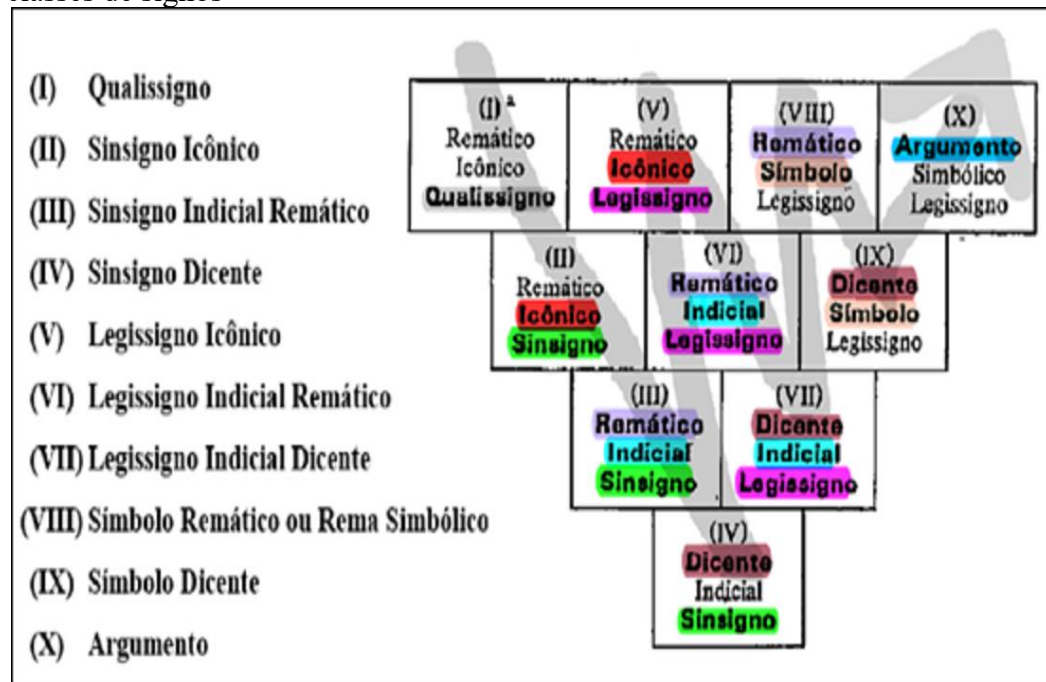 classes de signos
(I) Qualissigno
(II) Sinsigno Icônico
(III) Sinsigno Indicial Remático
(IV) Sinsigno Dicente
(V) Legissigno Icônico
(VI) Legissigno Indicial Remático
(VII) Legissigno Indicial Dicente
(VIII) Símbolo Remático ou Rema Simbólico
(IX) Símbolo Dicente
(X) Argumento
(I) a
Remático
Icônico
Qualissigno
(V)
Remático
Icônico
Legissigno
(VIII)
Remático
Símbolo
Legissigno
(X)
Argumento
Simbólico
Legissigno
(II)
Remático
Icônico
Sinsigno
(VI)
Remático
Indicial
Legissigno
(IX)
Dicente
Símbolo
Legissigno
(III)
Remático
Indicial
Sinsigno
(VII)
Dicente
Indicial
Legissigno
(IV)
Dicente
Indicial
Sinsigno